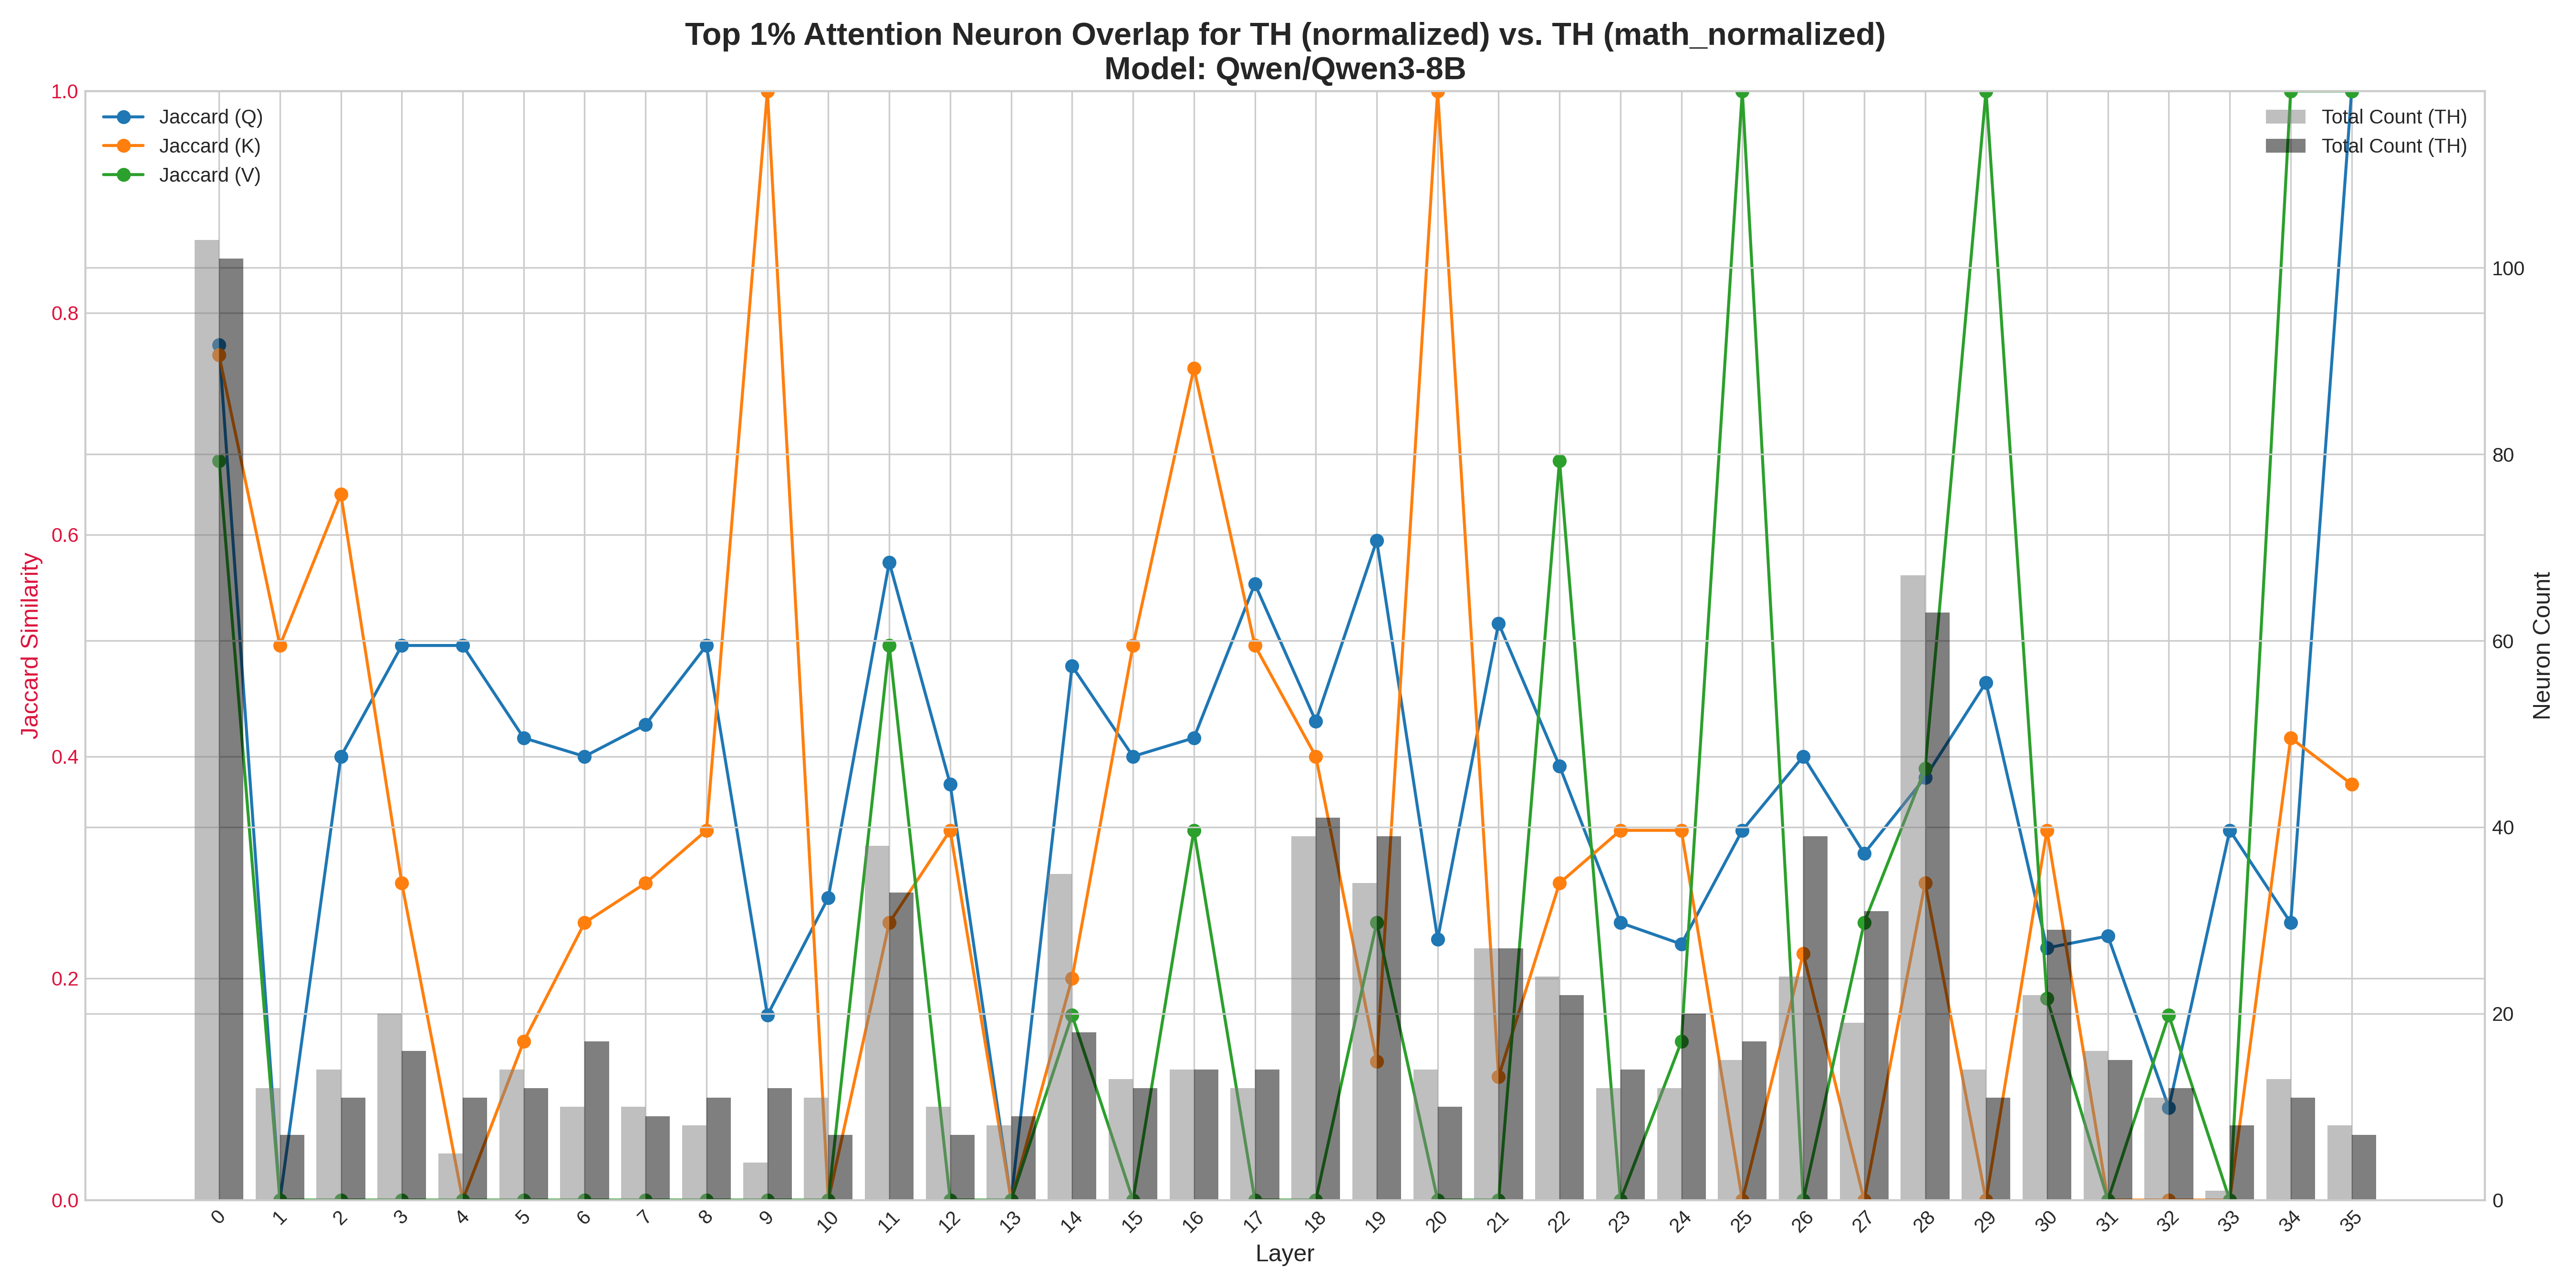 Top 1% Attention Neuron Overlap for TH (normalized) vs. TH (math_normalized)
Model: Qwen/Qwen3-8B
Jaccard (Q)
Jaccard (K)
Jaccard (V)
Total Count (TH)
Total Count (TH)
Jaccard Similarity
1.0
0.8
0.6
0.4
0.2
0.0
Neuron Count
100
80
60
40
20
0
0 1 2 3 4 5 6 7 8 9 10 11 12 13 14 15 16 17 18 19 20 21 22 23 24 25 26 27 28 29 30 31 32 33 34 35
Layer